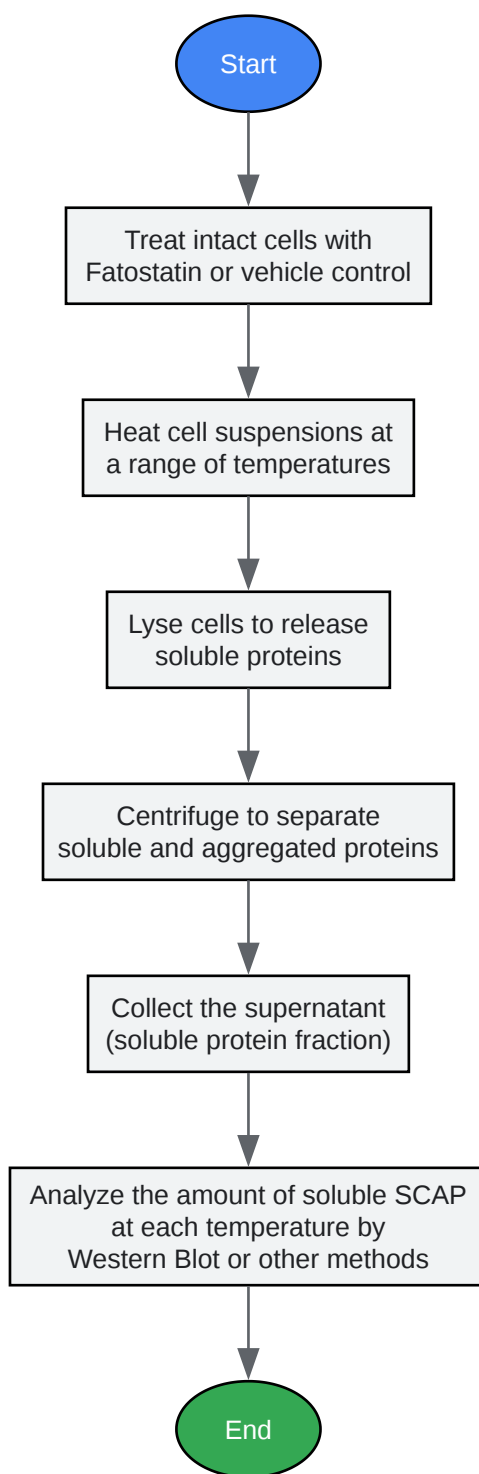 Start
Treat intact cells with
Fatostatin or vehicle control
Heat cell suspensions at
a range of temperatures
Lyse cells to release
soluble proteins
Centrifuge to separate
soluble and aggregated proteins
Collect the supernatant
(soluble protein fraction)
Analyze the amount of soluble SCAP
at each temperature by
Western Blot or other methods
End